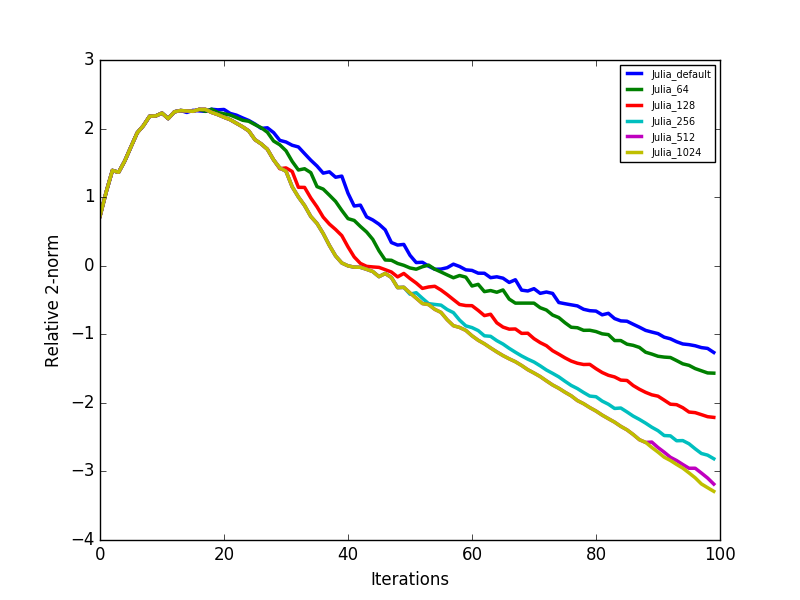 3
2
1
0
−1
−2
−3
−4
Relative 2-norm
0 20 40 60 80 100
Iterations
Julia_default
Julia_64
Julia_128
Julia_256
Julia_512
Julia_1024